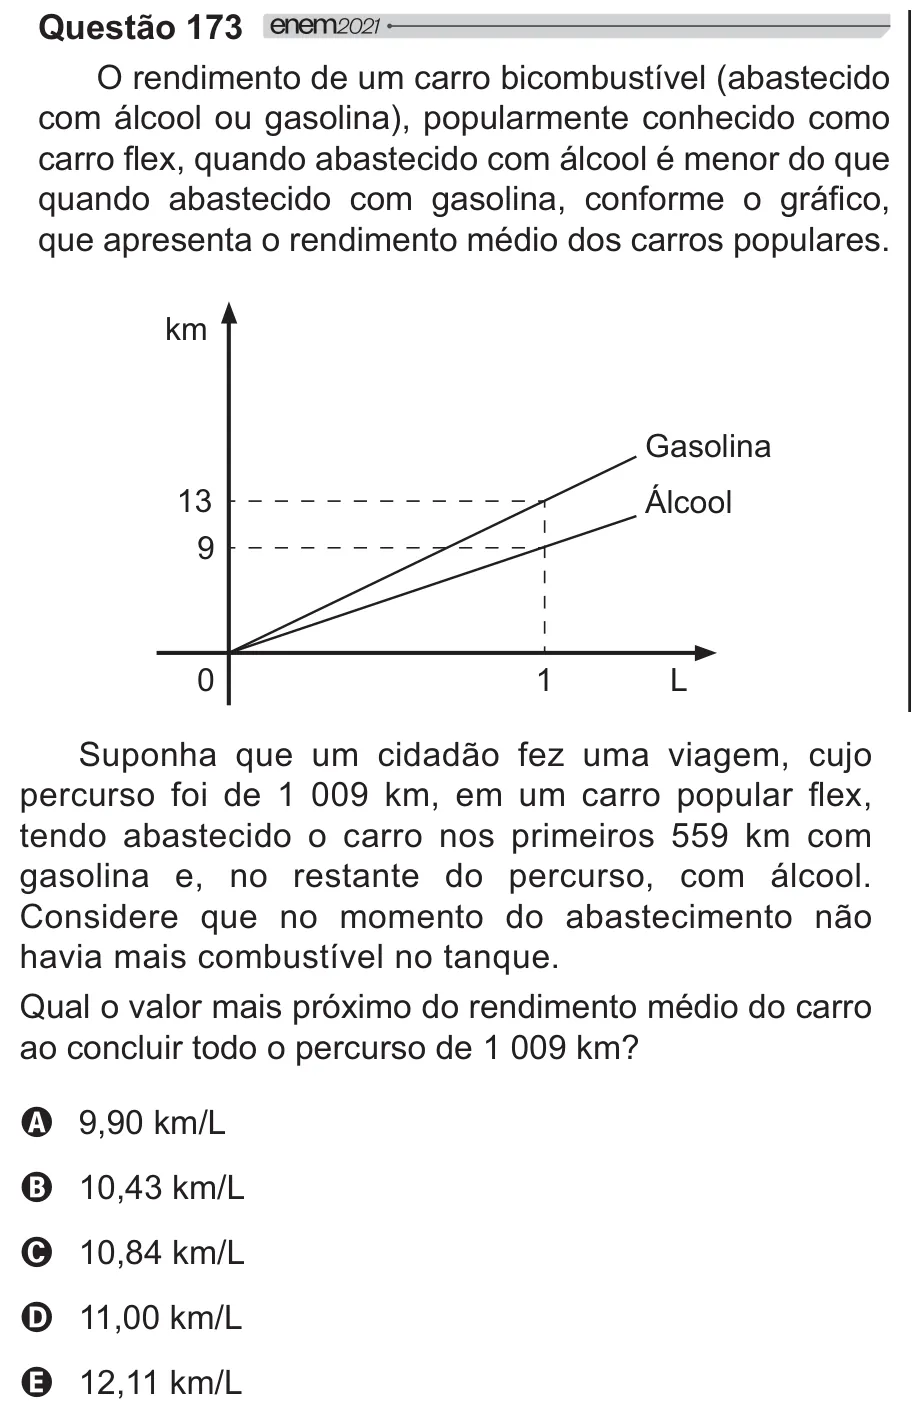 Questão 173 enem2021
O rendimento de um carro bicombustível (abastecido
com álcool ou gasolina), popularmente conhecido como
carro flex, quando abastecido com álcool é menor do que
quando abastecido com gasolina, conforme o gráfico,
que apresenta o rendimento médio dos carros populares.
km
Gasolina
13
Álcool
9
0
1
L
Suponha que um cidadão fez uma viagem, cujo
percurso foi de 1 009 km, em um carro popular flex,
tendo abastecido o carro nos primeiros 559 km com
gasolina e, no restante do percurso, com álcool.
Considere que no momento do abastecimento não
havia mais combustível no tanque.
Qual o valor mais próximo do rendimento médio do carro
ao concluir todo o percurso de 1 009 km?
A 9,90 km/L
B 10,43 km/L
C 10,84 km/L
D 11,00 km/L
E 12,11 km/L